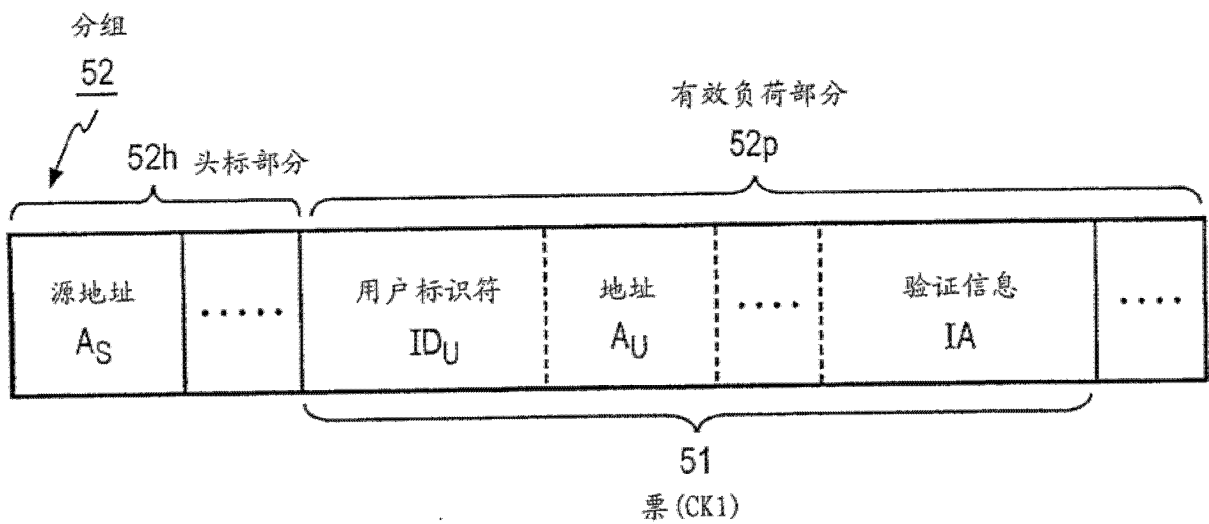 分组
52
有效负荷部分
52p
52h 头标部分
源地址
AS
·····
用户标识符
IDU
地址
AU
····
验证信息
IA
····
51
票(CK1)